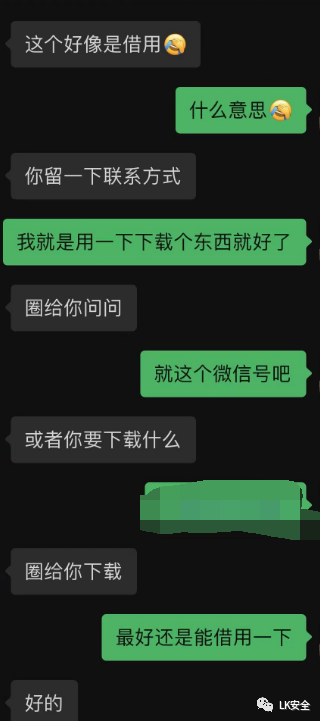 这个好像是借用🤣
什么意思🤣
你留一下联系方式
我就是用一下下载个东西就好了
圈给你问问
就这个微信号吧
或者你要下载什么
圈给你下载
最好还是能借用一下
好的
LK安全